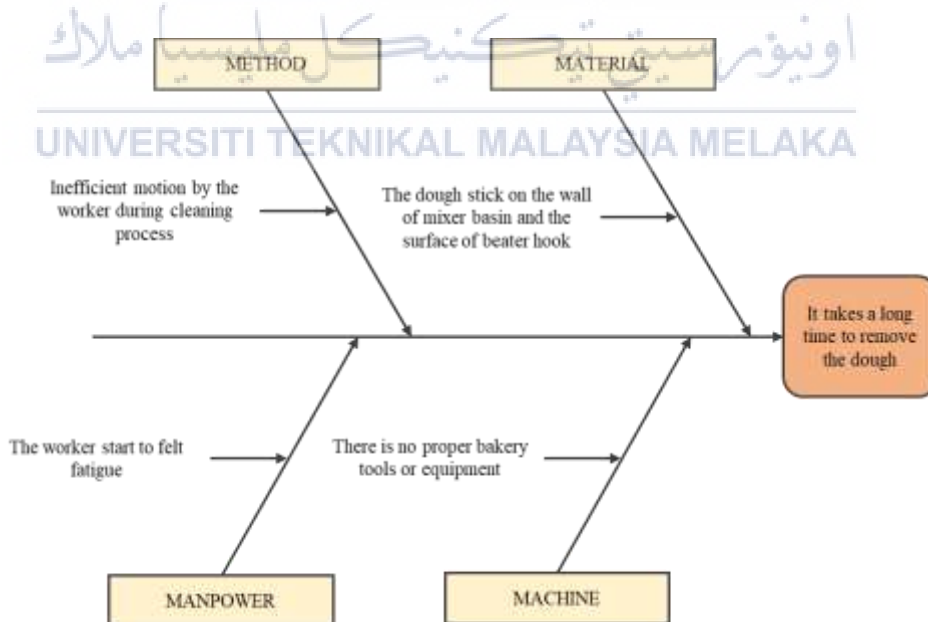 اونيۏرسيتي تيكنيكل مليسيا ملاك
METHOD
MATERIAL
UNIVERSITI TEKNIKAL MALAYSIA MELAKA
Inefficient motion by the
worker during cleaning
process
The dough stick on the wall
of mixer basin and the
surface of beater hook
It takes a long
time to remove
the dough
The worker start to felt
fatigue
There is no proper bakery
tools or equipment
MANPOWER
MACHINE